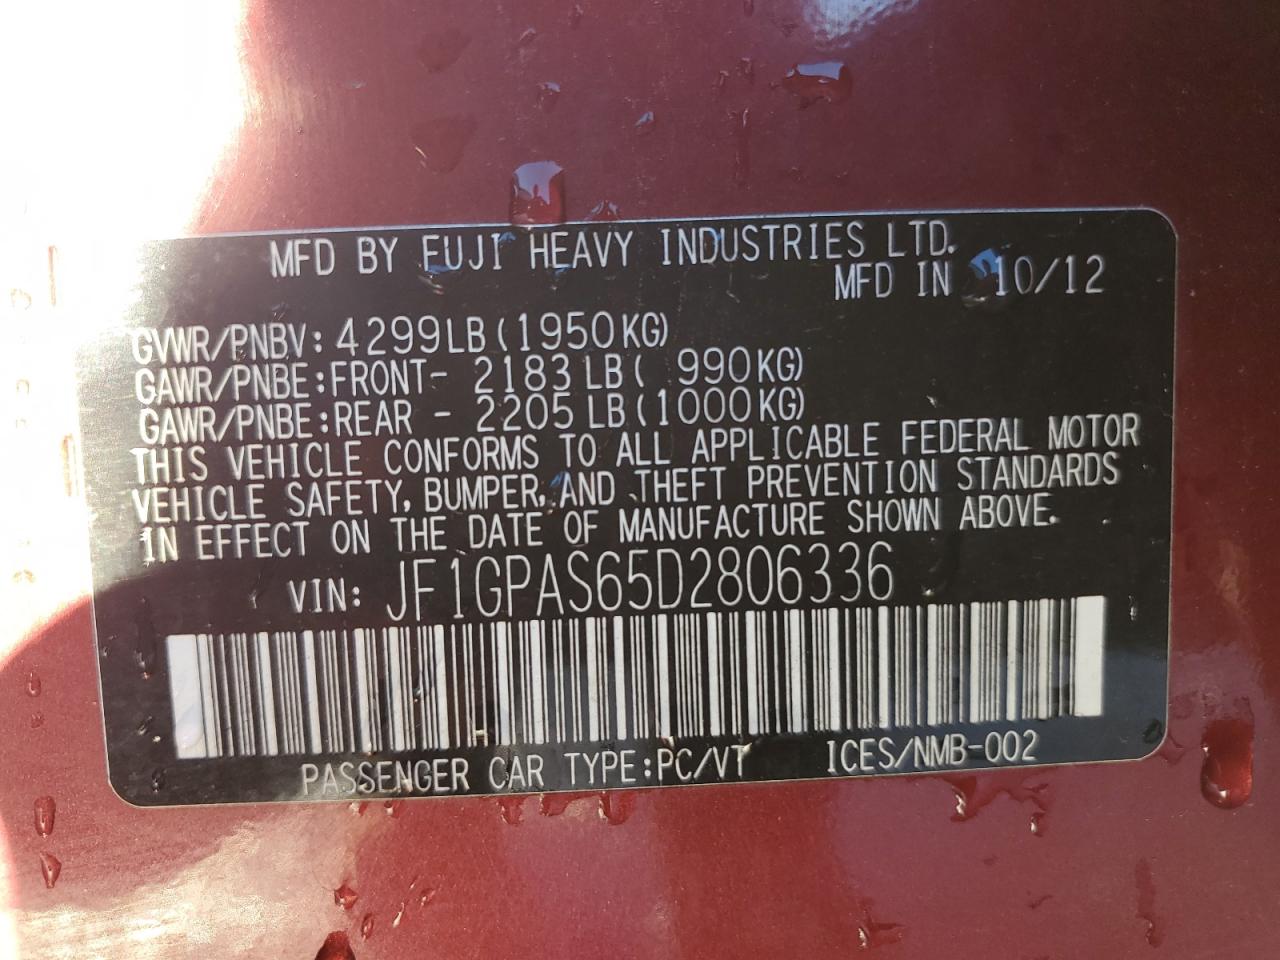 MFD BY FUJI HEAVY INDUSTRIES LTD.
MFD IN 10/12
GVWR/PNBV: 4299LB (1950KG)
GAWR/PNBE: FRONT- 2183LB ( 990KG)
GAWR/PNBE: REAR - 2205LB (1000KG)
THIS VEHICLE CONFORMS TO ALL APPLICABLE FEDERAL MOTOR
VEHICLE SAFETY, BUMPER, AND THEFT PREVENTION STANDARDS
IN EFFECT ON THE DATE OF MANUFACTURE SHOWN ABOVE.
VIN: JF1GPAS65D2806336
PASSENGER CAR TYPE:PC/VT ICES/NMB-002